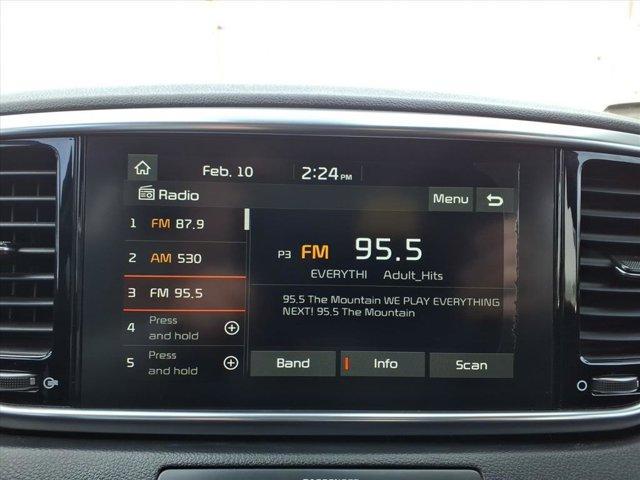 Feb. 10 2:24 PM
Radio Menu
1 FM 87.9
2 AM 530
3 FM 95.5
4 Press and hold
5 Press and hold
P3 FM 95.5
EVERYTHI Adult_Hits
95.5 The Mountain WE PLAY EVERYTHING
NEXT! 95.5 The Mountain
Band Info Scan